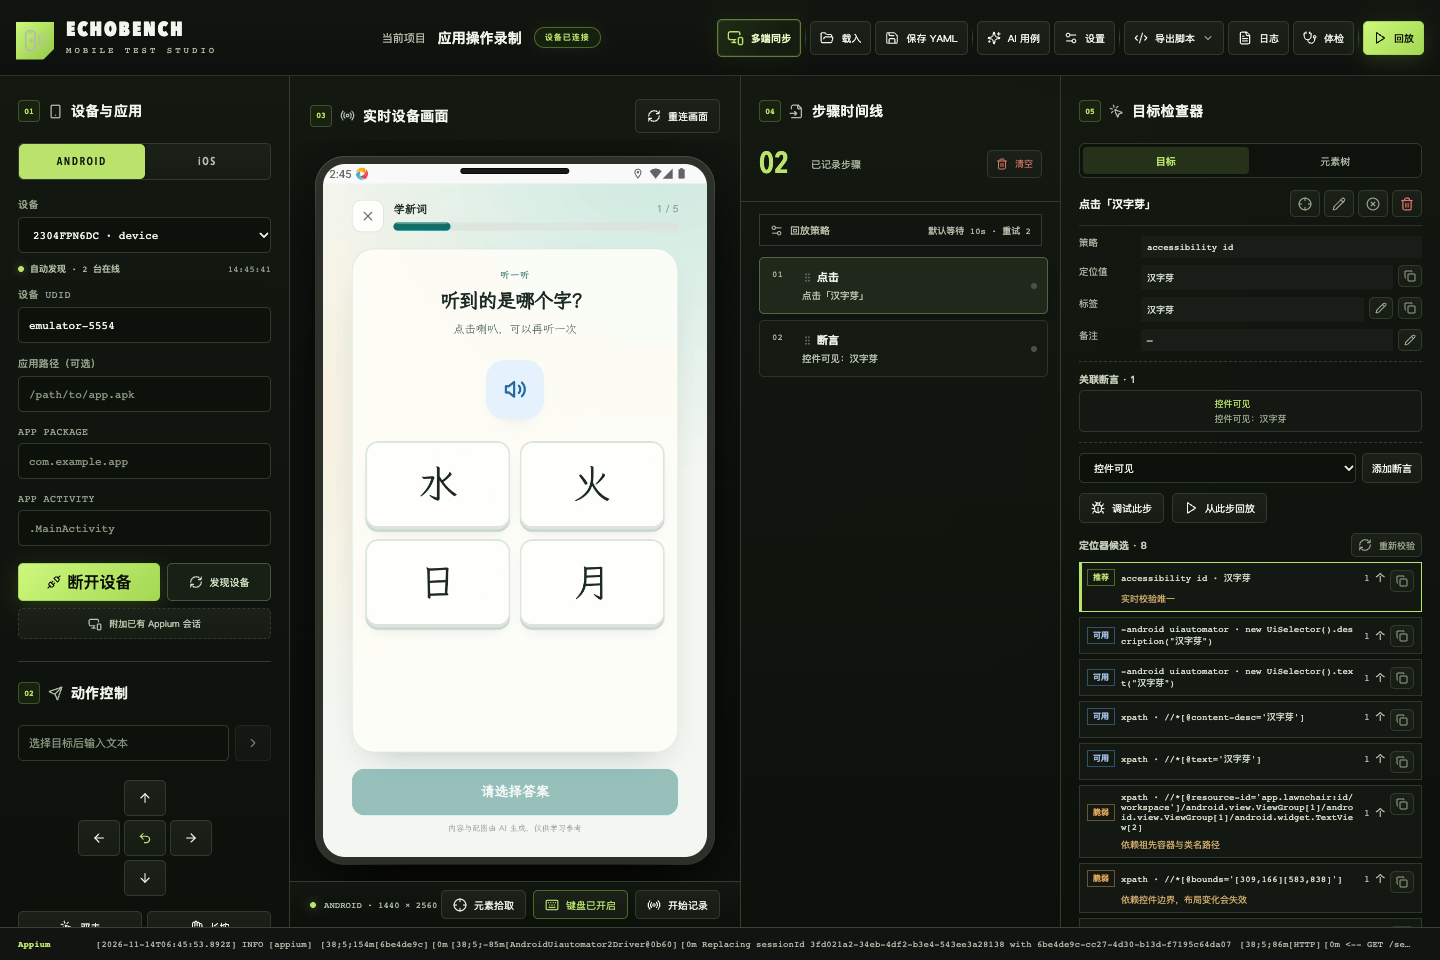 ECHOBENCH
MOBILE TEST STUDIO
当前项目 应用操作录制 设备已连接
多端同步 载入 保存 YAML AI 用例 设置 导出脚本 日志 体检 回放
01 设备与应用
ANDROID iOS
设备
2304FPN6DC · device
自动发现 · 2 台在线 14:45:41
设备 UDID
emulator-5554
应用路径 (可选)
/path/to/app.apk
APP PACKAGE
com.example.app
APP ACTIVITY
.MainActivity
断开设备 发现设备
附加已有 Appium 会话
02 动作控制
选择目标后输入文本
03 实时设备画面 重连画面
2:45
学新词 1 / 5
听一听
听到的是哪个字?
点击喇叭，可以再听一次
水 火
日 月
请选择答案
内容与配图由 AI 生成，仅供学习参考
ANDROID · 1440 × 2560 元素拾取 键盘已开启 开始记录
04 步骤时间线
02 已记录步骤 清空
回放策略 默认等待 10s · 重试 2
01 点击
点击「汉字芽」
02 断言
控件可见: 汉字芽
05 目标检查器
目标 元素树
点击「汉字芽」
策略 accessibility id
定位值 汉字芽
标签 汉字芽
备注 —
关联断言 · 1
控件可见
控件可见: 汉字芽
控件可见 添加断言
调试此步 从此步回放
定位器候选 · 8 重新校验
推荐 accessibility id · 汉字芽 1
实时校验唯一
可用 -android uiautomator · new UiSelector().des
cription("汉字芽") 1
可用 -android uiautomator · new UiSelector().tex
t("汉字芽") 1
可用 xpath · //*[@content-desc='汉字芽'] 1
可用 xpath · //*[@text='汉字芽'] 1
脆弱 xpath · //*[@resource-id='app.lawnchair:id/
workspace']/android.view.ViewGroup[1]/andro
id.view.ViewGroup[1]/android.widget.TextVie
w[2] 1
依赖祖先容器与类名路径
脆弱 xpath · //*[@bounds='[309,166][583,838]'] 1
依赖控件边界，布局变化会失效
Appium [2026-11-14T06:45:53.892Z] INFO [appium] [38;5;154m[6be4de9c][0m[38;5;-85m[AndroidUiautomator2Driver@0b60][0m Replacing sessionId 3fd021a2-34eb-4df2-b3e4-543ee3a28138 with 6be4de9c-cc27-4d30-b13d-f7195c64da07 [38;5;86m[HTTP][0m <-- GET /se…